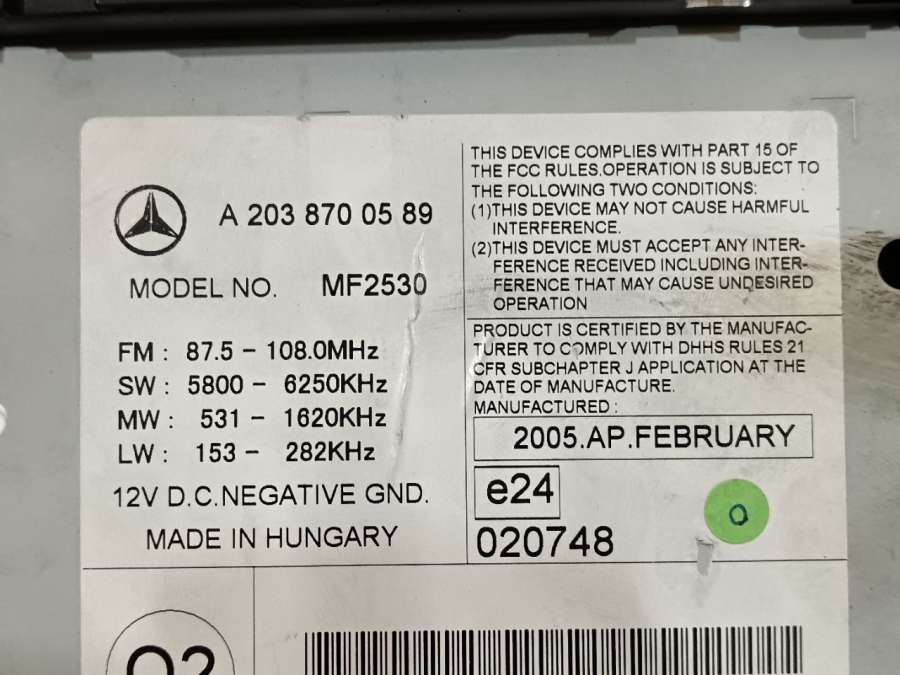 A 203 870 05 89
MODEL NO. MF2530
FM : 87.5 - 108.0MHz
SW : 5800 - 6250KHz
MW : 531 - 1620KHz
LW : 153 - 282KHz
12V D.C.NEGATIVE GND.
MADE IN HUNGARY
THIS DEVICE COMPLIES WITH PART 15 OF
THE FCC RULES.OPERATION IS SUBJECT TO
THE FOLLOWING TWO CONDITIONS:
(1)THIS DEVICE MAY NOT CAUSE HARMFUL
INTERFERENCE.
(2)THIS DEVICE MUST ACCEPT ANY INTER-
FERENCE RECEIVED INCLUDING INTER-
FERENCE THAT MAY CAUSE UNDESIRED
OPERATION
PRODUCT IS CERTIFIED BY THE MANUFAC-
TURER TO COMPLY WITH DHHS RULES 21
CFR SUBCHAPTER J APPLICATION AT THE
DATE OF MANUFACTURE.
MANUFACTURED :
2005.AP.FEBRUARY
e24
020748
O